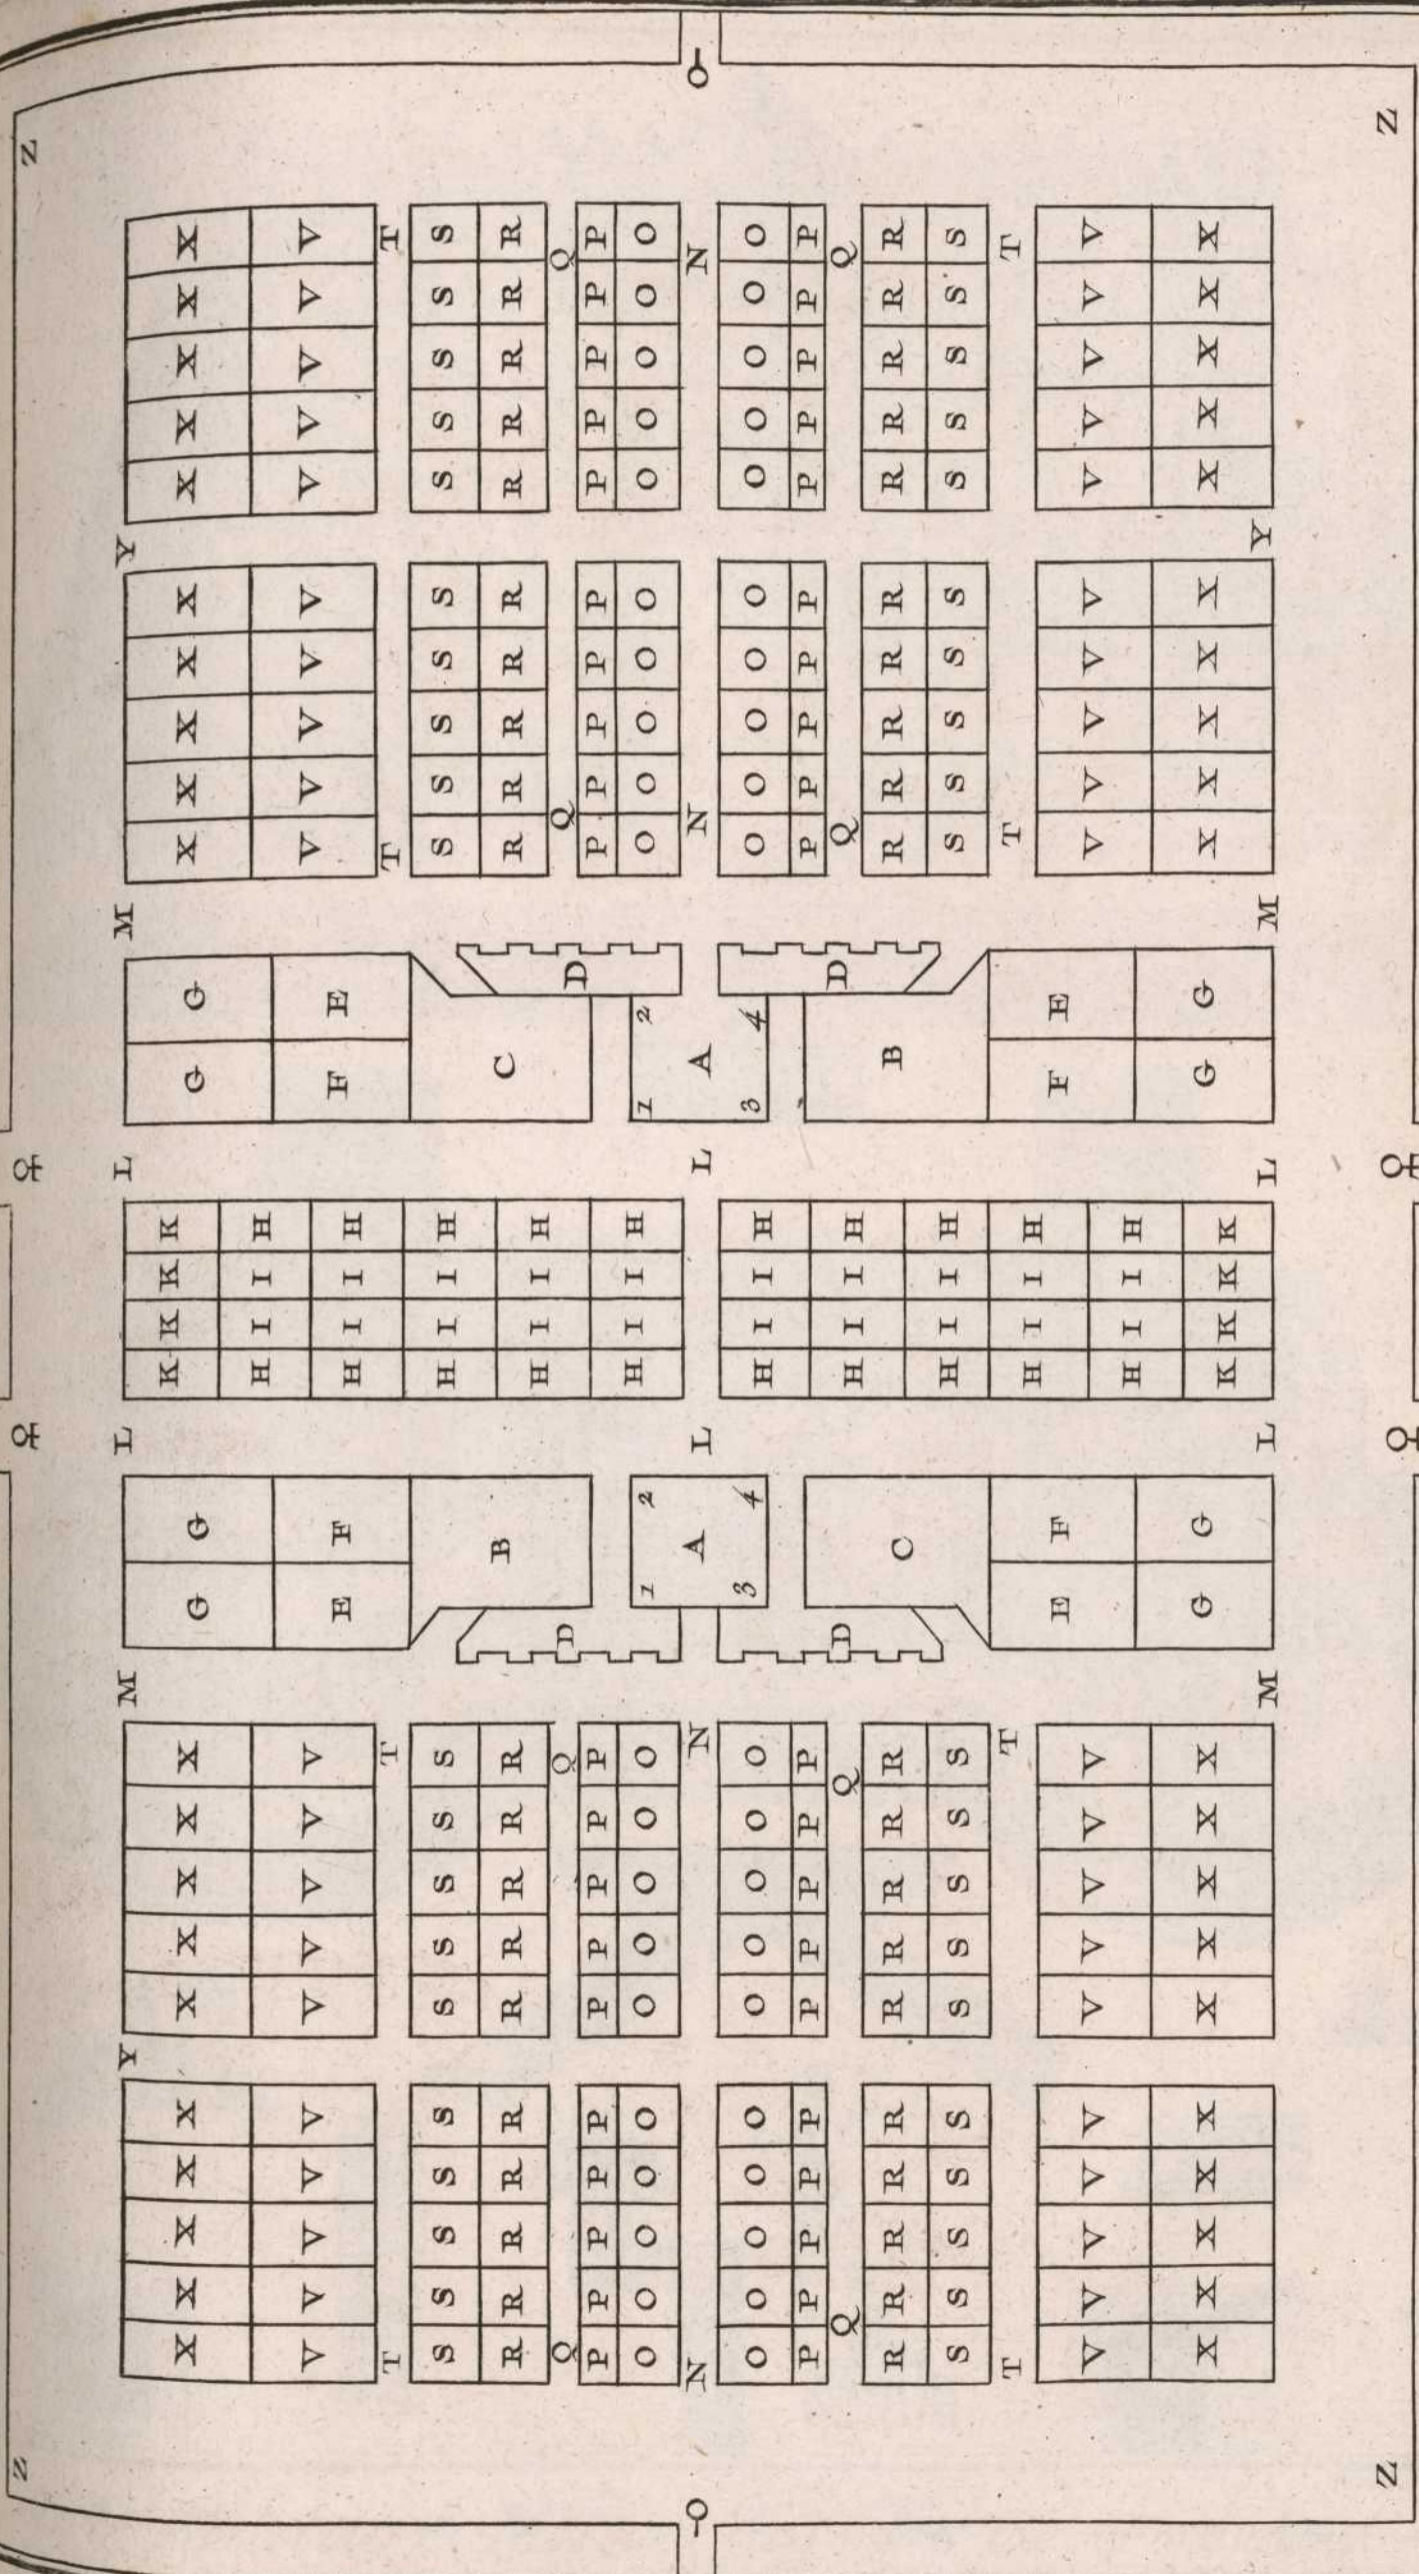 Z ♀ ♀ Z
Y M L L M Y
X X X X X X X X X X G G K K K K G G X X X X X X X X X X
H I I H
V V V V V V V V V V E F H I I H F E V V V V V V V V V V
T T T T
S S S S S S S S S S H I I H S S S S S S S S S S
R R R R R R R R R R B H I I H C R R R R R R R R R R
Q Q D D Q Q
P P P P P P P P P P P P P P P P P P P P
O O O O O O O O O O 1 2 H I I H 1 2 O O O O O O O O O O
♀ N N A L L A N N ♀
O O O O O O O O O O 3 4 H I I H 3 4 O O O O O O O O O O
P P P P P P P P P P P P P P P P P P P P
Q Q D H I I H D Q Q
R R R R R R R R R R C B R R R R R R R R R R
S S S S S S S S S S H I I H S S S S S S S S S S
T T H I I H T T
V V V V V V V V V V E F H I I H F E V V V V V V V V V V
X X X X X X X X X X G G K K K K G G X X X X X X X X X X
M L L M Y
Z ♀ ♀ Z